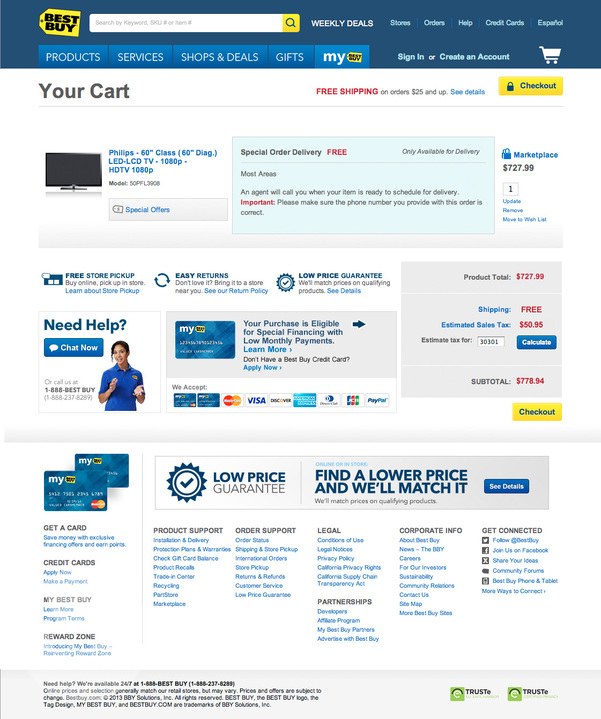 BEST BUY
Search by Keyword, SKU # or Item #
WEEKLY DEALS
Stores
Orders
Help
Credit Cards
Español
PRODUCTS
SERVICES
SHOPS & DEALS
GIFTS
my BEST BUY
Sign In or Create an Account
Your Cart
FREE SHIPPING on orders $25 and up. See details
Checkout
Philips - 60" Class (60" Diag.)
LED-LCD TV - 1080p -
HDTV 1080p
Model: 50PFL3908
Special Offers
Special Order Delivery FREE
Only Available for Delivery
Most Areas
An agent will call you when your item is ready to schedule for delivery.
Important: Please make sure the phone number you provide with this order is
correct.
Marketplace
$727.99
1
Update
Remove
Move to Wish List
FREE STORE PICKUP
Buy online, pick up in store.
Learn about Store Pickup
EASY RETURNS
Don't love it? Bring it to a store
near you. See our Return Policy
LOW PRICE GUARANTEE
We'll match prices on qualifying
products. See Details
Product Total: $727.99
Shipping: FREE
Estimated Sales Tax: $50.95
Estimate tax for: 30301 Calculate
SUBTOTAL: $778.94
Checkout
Need Help?
Chat Now
Or call us at
1-888-BEST BUY
(1-888-237-8289)
my BEST BUY
Your Purchase is Eligible
for Special Financing with
Low Monthly Payments.
Learn More ›
Don't Have a Best Buy Credit Card?
Apply Now ›
We Accept:
VISA
DISCOVER
JCB
PayPal
my BEST BUY
my BEST BUY
LOW PRICE
GUARANTEE
ONLINE OR IN STORE:
FIND A LOWER PRICE
AND WE'LL MATCH IT
We'll match prices on qualifying products.
See Details
GET A CARD
Save money with exclusive
financing offers and earn points.
CREDIT CARDS
Apply Now
Make a Payment
MY BEST BUY
Learn More
Program Terms
REWARD ZONE
Introducing My Best Buy –
Reinventing Reward Zone
PRODUCT SUPPORT
Installation & Delivery
Protection Plans & Warranties
Check Gift Card Balance
Product Recalls
Trade-in Center
Recycling
PartStore
Marketplace
ORDER SUPPORT
Order Status
Shipping & Store Pickup
International Orders
Store Pickup
Returns & Refunds
Customer Service
Low Price Guarantee
LEGAL
Conditions of Use
Legal Notices
Privacy Policy
California Privacy Rights
California Supply Chain
Transparency Act
PARTNERSHIPS
Developers
Affiliate Program
My Best Buy Partners
Advertise with Best Buy
CORPORATE INFO
About Best Buy
News – The BBY
Careers
For Our Investors
Sustainability
Community Relations
Contact Us
Site Map
More Best Buy Sites
GET CONNECTED
Follow @BestBuy
Join Us on Facebook
Share Your Ideas
Community Forums
Best Buy Phone & Tablet
More Ways to Connect ›
Need help? We're available 24/7 at 1-888-BEST BUY (1-888-237-8289)
Online prices and selection generally match our retail stores, but may vary. Prices and offers are subject to
change. Bestbuy.com: © 2013 BBY Solutions, Inc. All rights reserved. BEST BUY, the BEST BUY logo, the
Tag Design, MY BEST BUY, and BESTBUY.COM are trademarks of BBY Solutions, Inc.
TRUSTe
TRUSTe